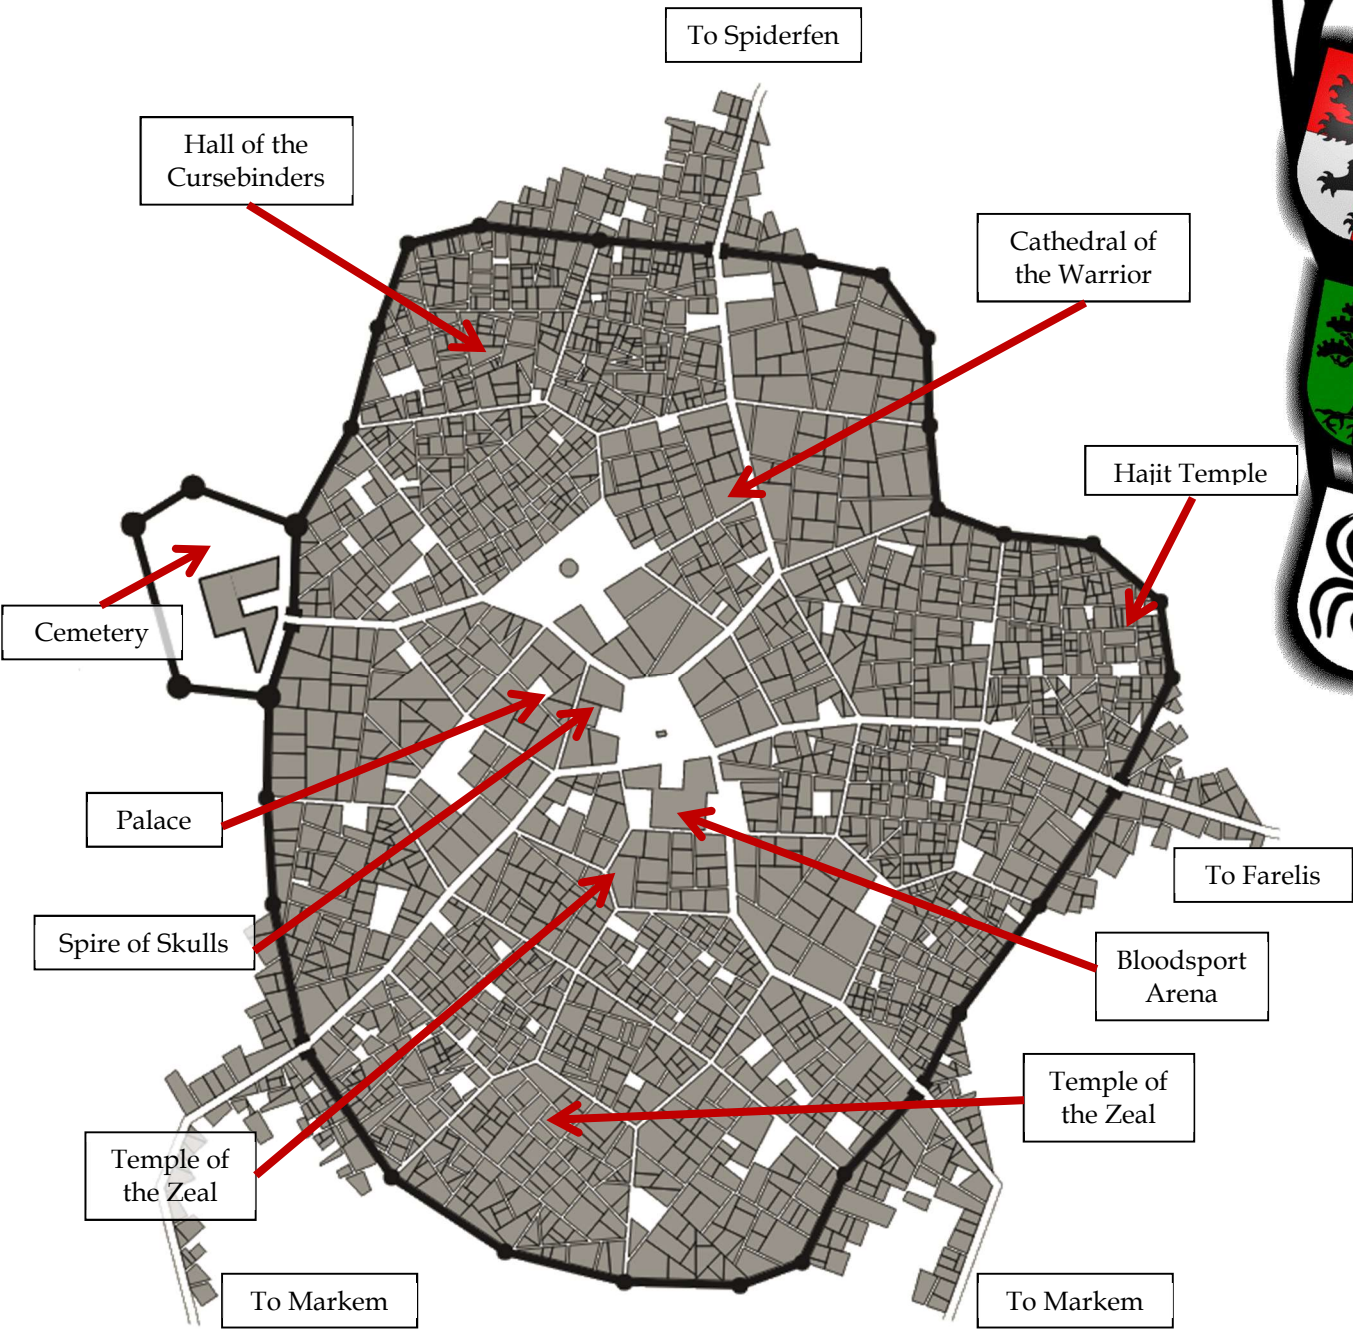 To Spiderfen
Hall of the
Cursebinders
Cathedral of
the Warrior
Hajit Temple
Cemetery
Palace
To Farelis
Spire of Skulls
Bloodsport
Arena
Temple of
the Zeal
Temple of
the Zeal
To Markem
To Markem